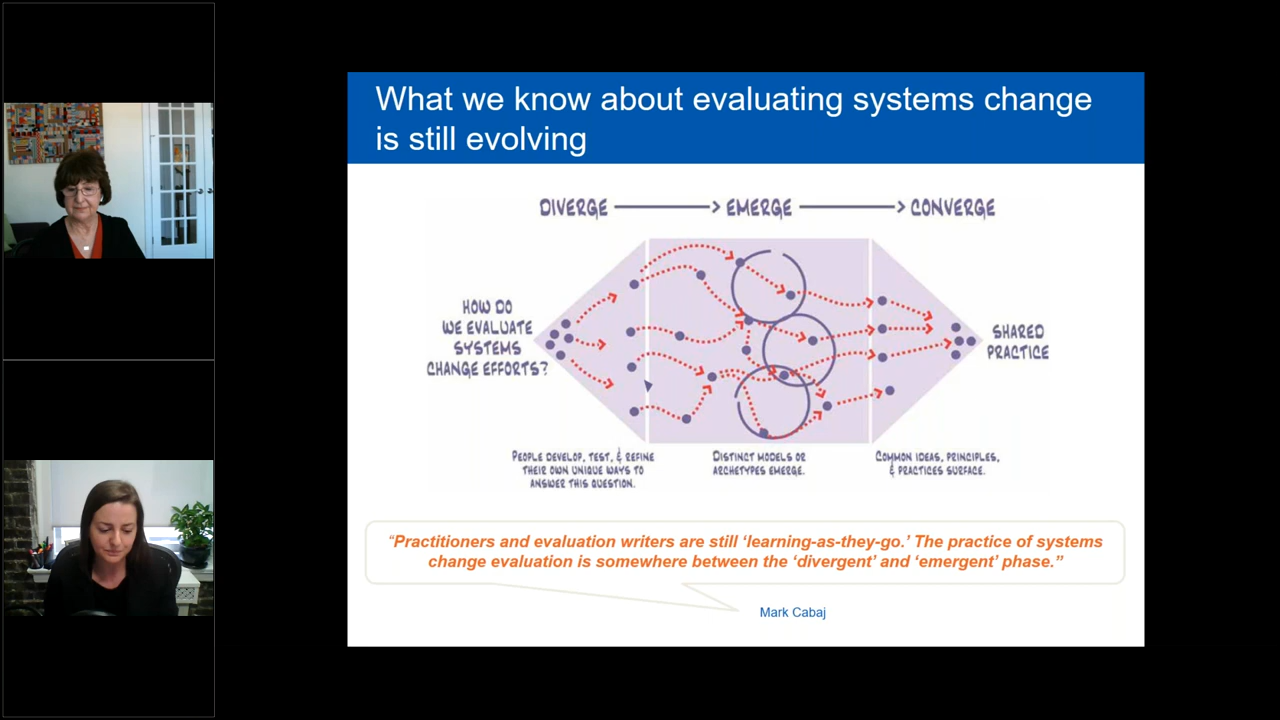 What we know about evaluating systems change
is still evolving
DIVERGE
EMERGE
CONVERGE
HOW DO
WE EVALUATE
SYSTEMS
CHANGE EFFORTS?
SHARED
PRACTICE
PEOPLE DEVELOP, TEST, & REFINE
THEIR OWN UNIQUE WAYS TO
ANSWER THIS QUESTION.
DISTINCT MODELS OR
ARCHETYPES EMERGE.
COMMON IDEAS, PRINCIPLES,
& PRACTICES SURFACE.
“Practitioners and evaluation writers are still ‘learning-as-they-go.’ The practice of systems
change evaluation is somewhere between the ‘divergent’ and ‘emergent’ phase.”
Mark Cabaj